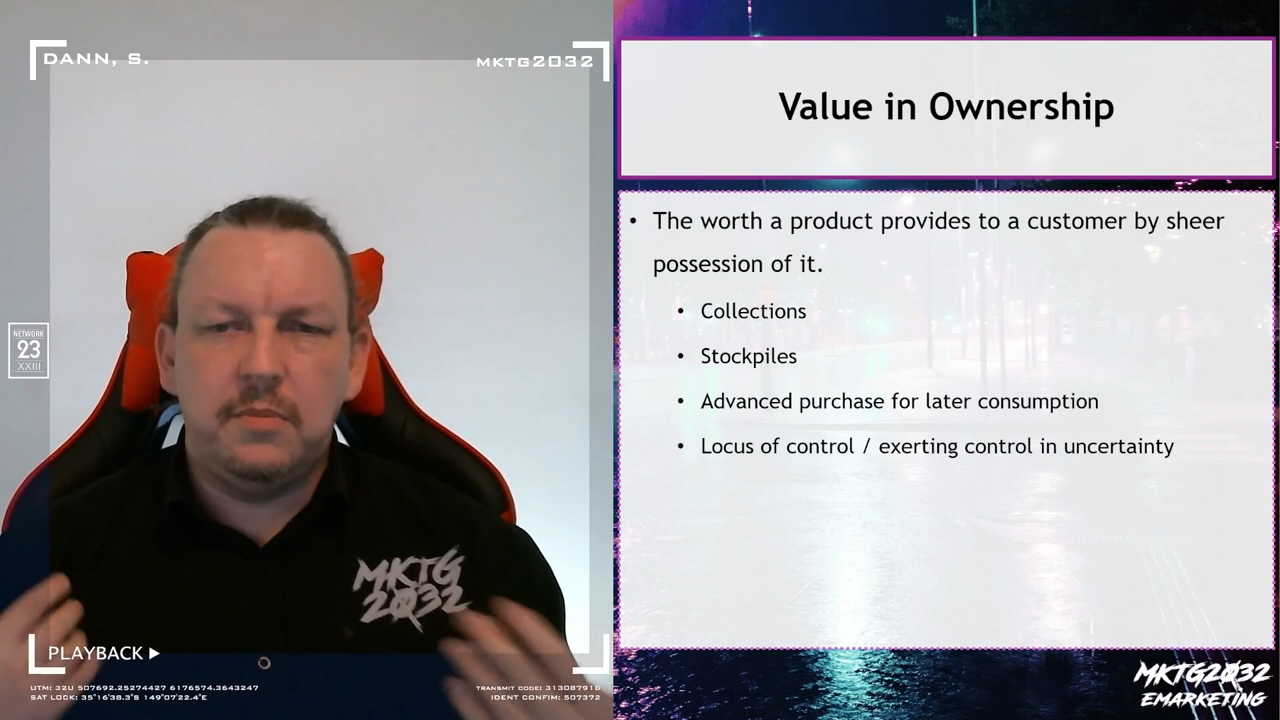 DANN, S.
MKTG2032
NETWORK
23
XXIII
MKTG
2032
PLAYBACK
UTM: 32U 507692.25274427 6176574.3643247
SAT LOCK: 35°16'38.3"S 149°07'22.4"E
TRANSMIT CODE: 31308791B
IDENT CONFIM: 507372
Value in Ownership
• The worth a product provides to a customer by sheer
possession of it.
• Collections
• Stockpiles
• Advanced purchase for later consumption
• Locus of control / exerting control in uncertainty
MKTG2032
EMARKETING